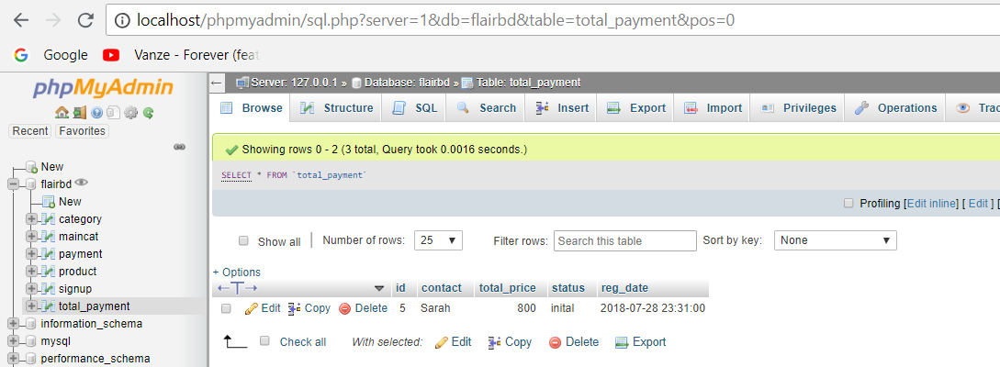 localhost/phpmyadmin/sql.php?server=1&db=flairbd&table=total_payment&pos=0
Google Vanze - Forever (feat
phpMyAdmin
Recent Favorites
New
flairbd
New
category
maincat
payment
product
signup
total_payment
information_schema
mysql
performance_schema
Server: 127.0.0.1 » Database: flairbd » Table: total_payment
Browse Structure SQL Search Insert Export Import Privileges Operations Trac
Showing rows 0 - 2 (3 total, Query took 0.0016 seconds.)
SELECT * FROM `total_payment`
Profiling [Edit inline] [ Edit ] [
Show all | Number of rows: 25 Filter rows: Search this table Sort by key: None
+ Options
←T→ id contact total_price status reg_date
Edit Copy Delete 5 Sarah 800 inital 2018-07-28 23:31:00
Check all With selected: Edit Copy Delete Export